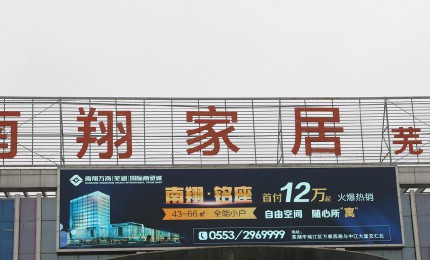 南翔家居 芜
南翔万商(芜湖)国际商贸城
南翔·铭座
首付12万起 火爆热销
43-66㎡ 全能小户
自由空间 随心所"寓"
0553/2969999